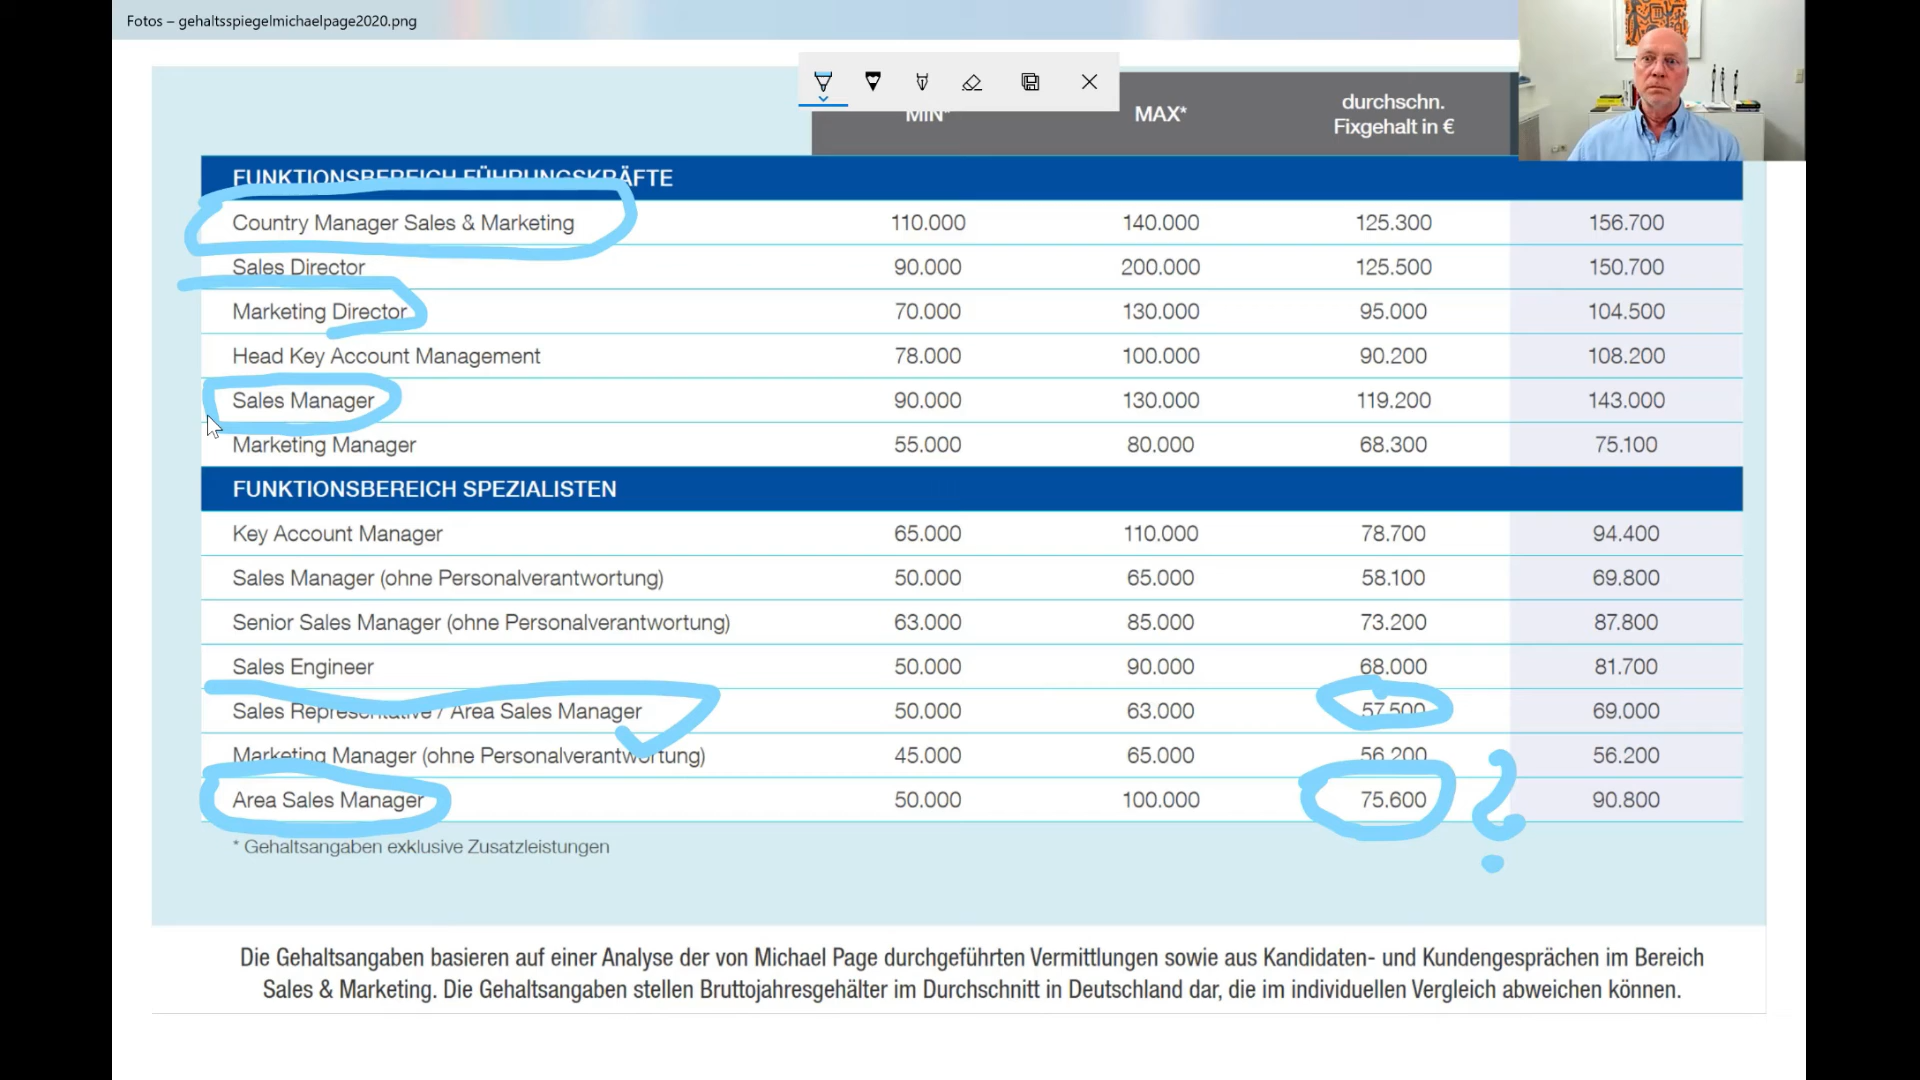 Fotos – gehaltsspiegelmichaelpage2020.png
MIN* MAX* durchschn. Fixgehalt in €
FUNKTIONSBEREICH FÜHRUNGSKRÄFTE
Country Manager Sales & Marketing 110.000 140.000 125.300 156.700
Sales Director 90.000 200.000 125.500 150.700
Marketing Director 70.000 130.000 95.000 104.500
Head Key Account Management 78.000 100.000 90.200 108.200
Sales Manager 90.000 130.000 119.200 143.000
Marketing Manager 55.000 80.000 68.300 75.100
FUNKTIONSBEREICH SPEZIALISTEN
Key Account Manager 65.000 110.000 78.700 94.400
Sales Manager (ohne Personalverantwortung) 50.000 65.000 58.100 69.800
Senior Sales Manager (ohne Personalverantwortung) 63.000 85.000 73.200 87.800
Sales Engineer 50.000 90.000 68.000 81.700
Sales Representative / Area Sales Manager 50.000 63.000 57.500 69.000
Marketing Manager (ohne Personalverantwortung) 45.000 65.000 56.200 56.200
Area Sales Manager 50.000 100.000 75.600 ? 90.800
* Gehaltsangaben exklusive Zusatzleistungen
Die Gehaltsangaben basieren auf einer Analyse der von Michael Page durchgeführten Vermittlungen sowie aus Kandidaten- und Kundengesprächen im Bereich
Sales & Marketing. Die Gehaltsangaben stellen Bruttojahresgehälter im Durchschnitt in Deutschland dar, die im individuellen Vergleich abweichen können.